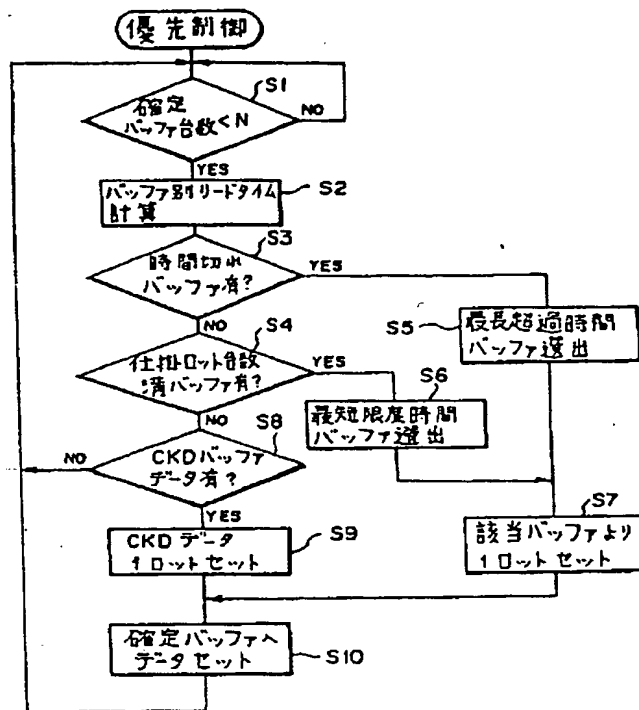 優先制御
S1
確定
バッファ台数<N
NO
YES
バッファ別リードタイム
計算
S2
S3
時間切れ
バッファ有?
YES
NO
S4
仕掛ロット台数
満バッファ有?
YES
NO
S5
最長超過時間
バッファ選出
S6
最短限度時間
バッファ選出
S8
CKDバッファ
データ有?
NO
YES
S7
該当バッファより
1ロットセット
CKDデータ
1ロットセット
S9
確定バッファへ
データセット
S10